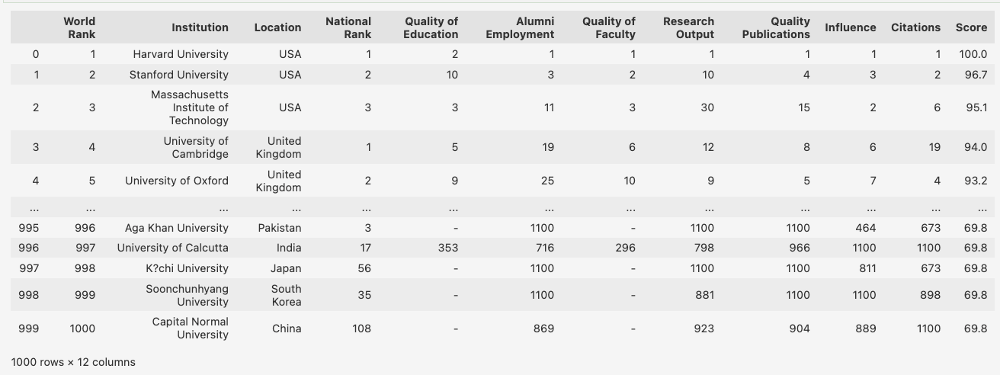 World Rank Institution Location National Rank Quality of Education Alumni Employment Quality of Faculty Research Output Quality Publications Influence Citations Score
0 1 Harvard University USA 1 2 1 1 1 1 1 1 100.0
1 2 Stanford University USA 2 10 3 2 10 4 3 2 96.7
2 3 Massachusetts Institute of Technology USA 3 3 11 3 30 15 2 6 95.1
3 4 University of Cambridge United Kingdom 1 5 19 6 12 8 6 19 94.0
4 5 University of Oxford United Kingdom 2 9 25 10 9 5 7 4 93.2
... ... ... ... ... ... ... ... ... ... ... ... ...
995 996 Aga Khan University Pakistan 3 - 1100 - 1100 1100 464 673 69.8
996 997 University of Calcutta India 17 353 716 296 798 966 1100 1100 69.8
997 998 K?chi University Japan 56 - 1100 - 1100 1100 811 673 69.8
998 999 Soonchunhyang University South Korea 35 - 1100 - 881 1100 1100 898 69.8
999 1000 Capital Normal University China 108 - 869 - 923 904 889 1100 69.8
1000 rows × 12 columns